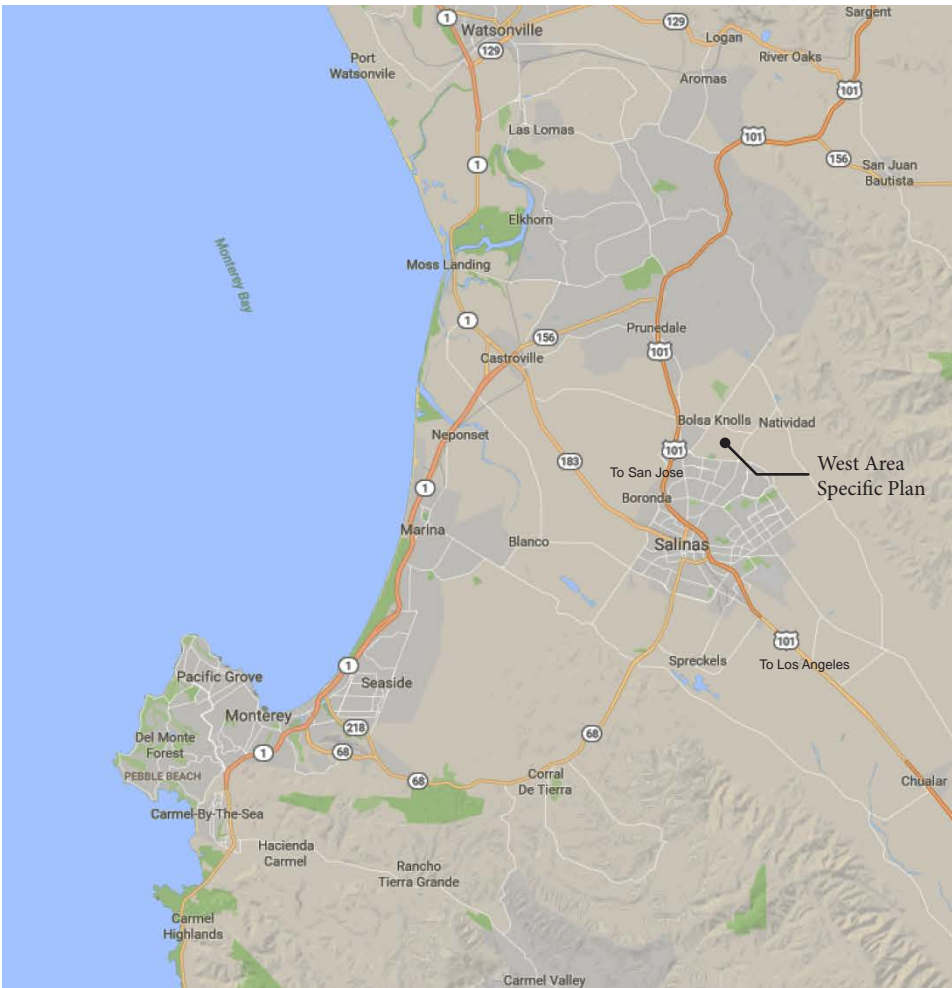 Sargent
1
129
Watsonville
Logan
129
River Oaks
Port
Watsonvile
Aromas
101
Las Lomas
101
1
156
San Juan
Bautista
Elkhorn
Monterey Bay
Moss Landing
1
Prunedale
156
101
Castroville
Bolsa Knolls
Natividad
Neponset
101
183
To San Jose
West Area
Specific Plan
1
Boronda
Marina
Blanco
Salinas
101
Spreckels
To Los Angeles
1
Pacific Grove
Seaside
Monterey
218
68
Del Monte
Forest
1
68
PEBBLE BEACH
68
Corral
De Tierra
Chualar
Carmel-By-The-Sea
Hacienda
Carmel
Rancho
Tierra Grande
Carmel
Highlands
Carmel Valley